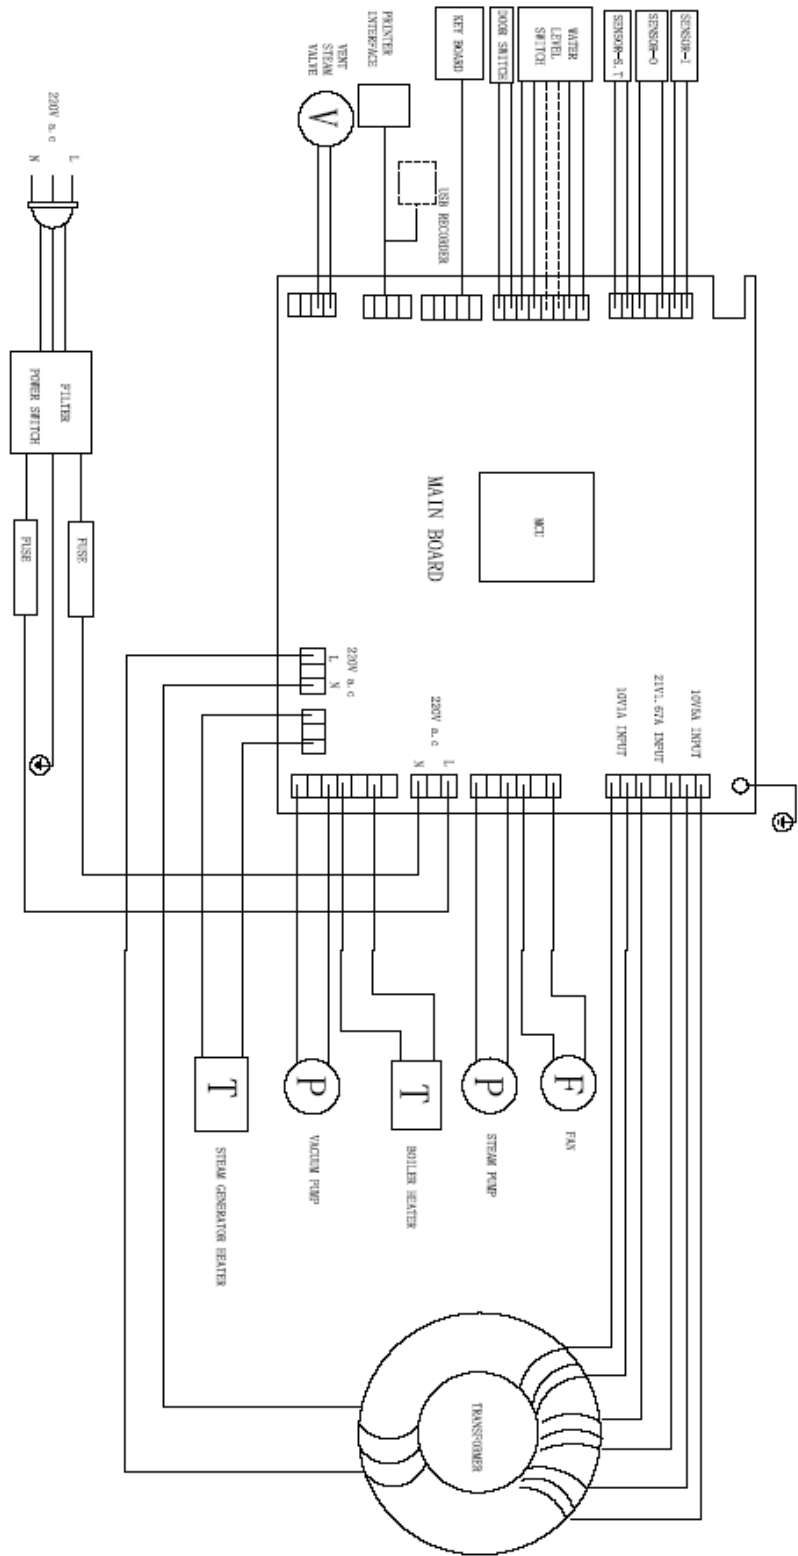 SENSOR-I
SENSOR-O
SENSOR-S.T
WATER
LEVEL
SWITCH
DOOR SWITCH
KEY BOARD
PRINTER
INTERFACE
VENT
STEAM
VALVE
V
USB RECORDER
220V a.c
L
N
FILTER
POWER SWITCH
FUSE
FUSE
MCU
MAIN BOARD
10V8A INPUT
21V1.67A INPUT
10V1A INPUT
220V a.c
L
N
220V a.c
L
N
F
FAN
P
STEAM PUMP
T
BOILER HEATER
P
VACUUM PUMP
T
STEAM GENERATOR HEATER
TRANSFORMER